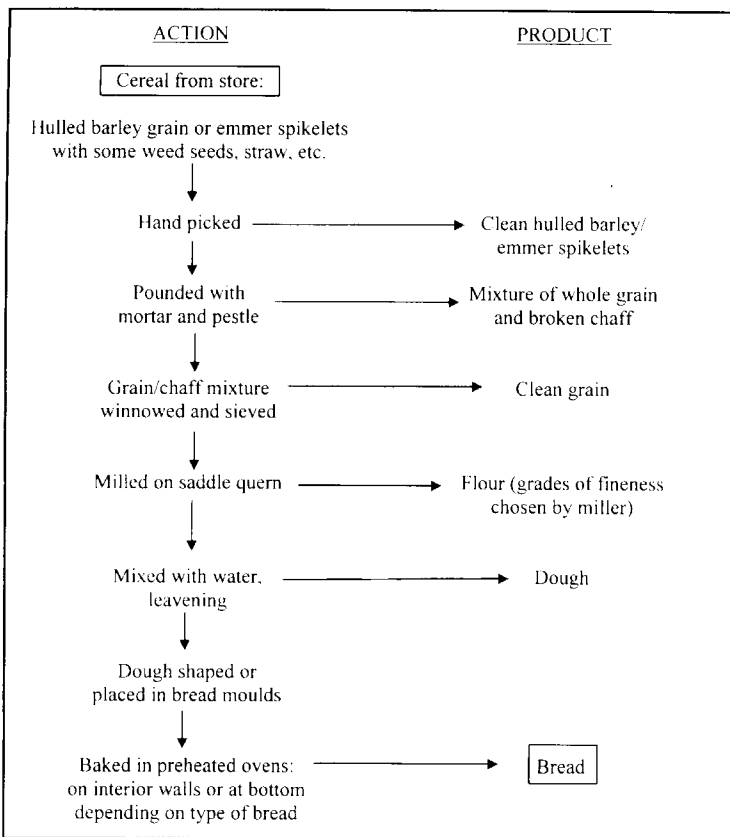 ACTION
PRODUCT
Cereal from store:
Hulled barley grain or emmer spikelets
with some weed seeds, straw, etc.
Hand picked
Clean hulled barley/
emmer spikelets
Pounded with
mortar and pestle
Mixture of whole grain
and broken chaff
Grain/chaff mixture
winnowed and sieved
Clean grain
Milled on saddle quern
Flour (grades of fineness
chosen by miller)
Mixed with water,
leavening
Dough
Dough shaped or
placed in bread moulds
Baked in preheated ovens:
on interior walls or at bottom
depending on type of bread
Bread